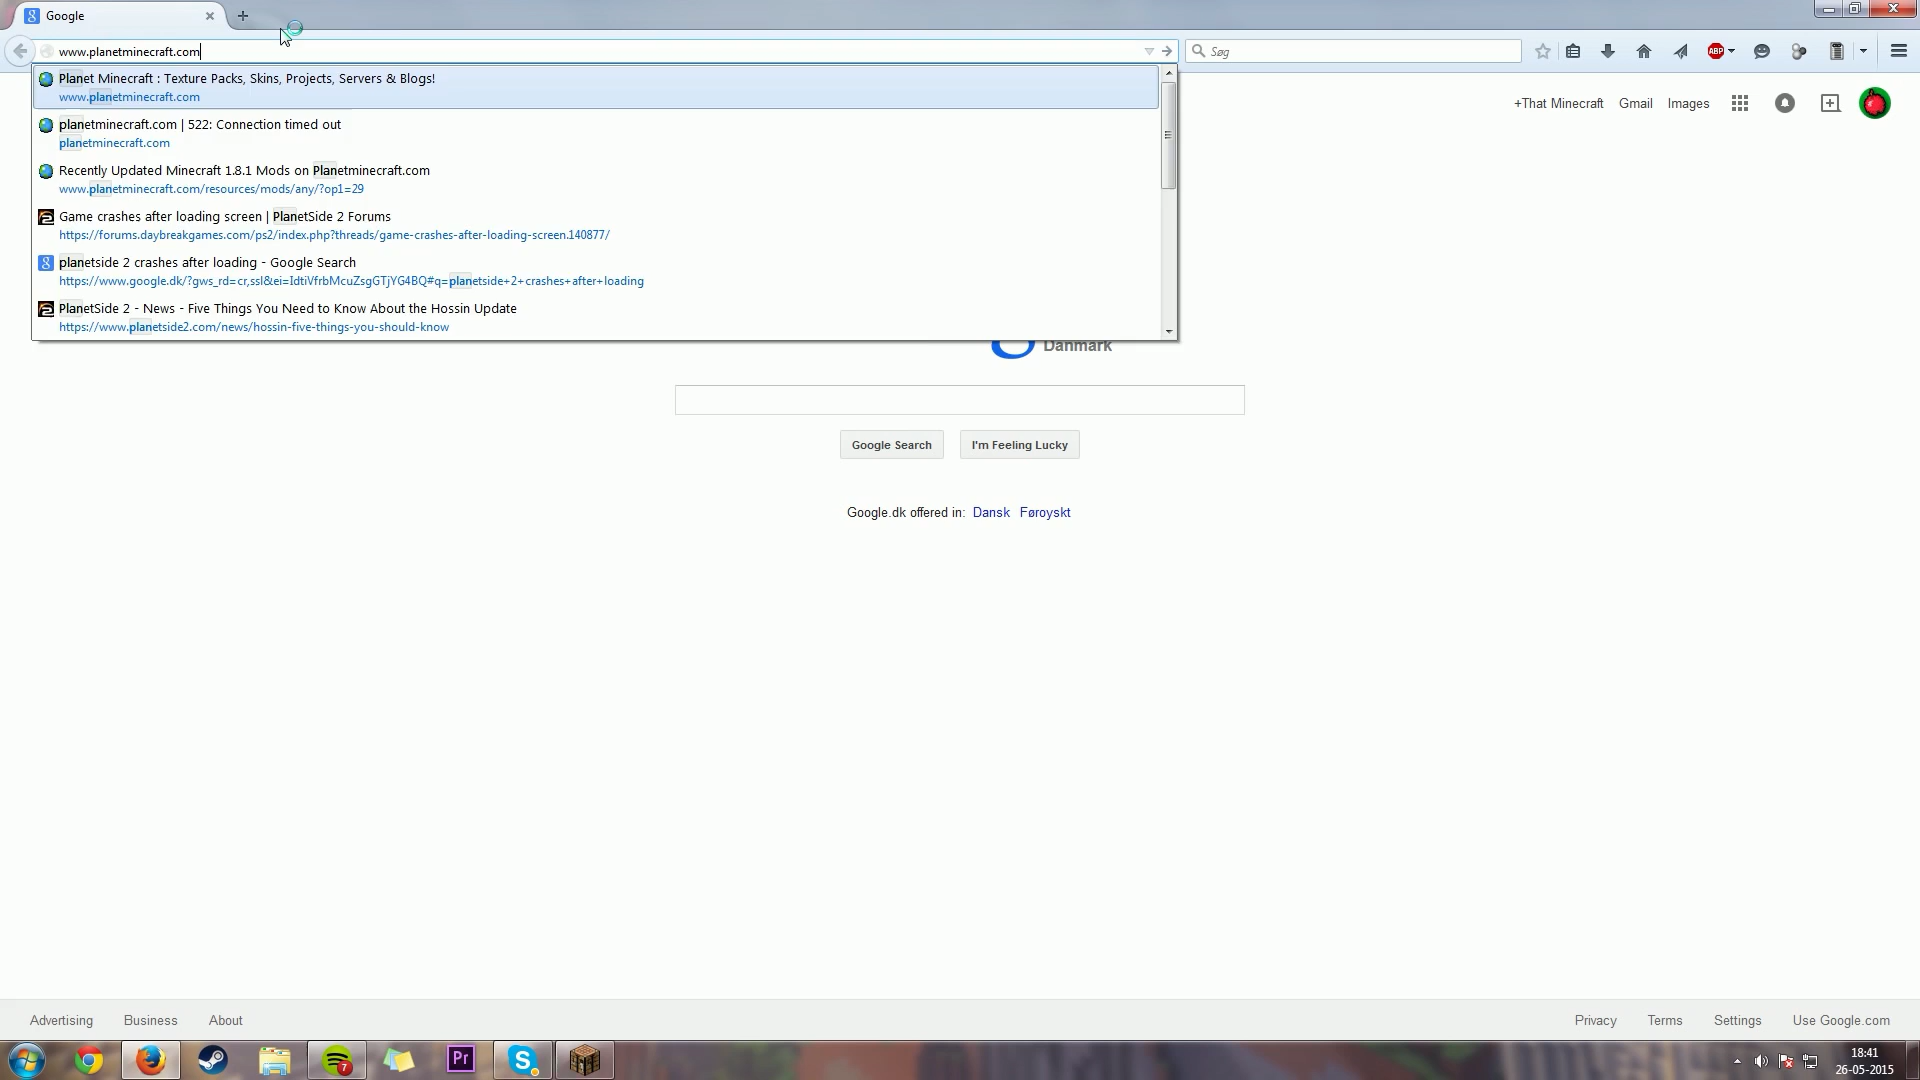 Google
www.planetminecraft.com
Søg
ABP
Planet Minecraft : Texture Packs, Skins, Projects, Servers & Blogs!
www.planetminecraft.com
planetminecraft.com | 522: Connection timed out
planetminecraft.com
Recently Updated Minecraft 1.8.1 Mods on Planetminecraft.com
www.planetminecraft.com/resources/mods/any/?op1=29
Game crashes after loading screen | PlanetSide 2 Forums
https://forums.daybreakgames.com/ps2/index.php?threads/game-crashes-after-loading-screen.140877/
planetside 2 crashes after loading - Google Search
https://www.google.dk/?gws_rd=cr,ssl&ei=IdtiVfrbMcuZsgGTjYG4BQ#q=planetside+2+crashes+after+loading
PlanetSide 2 - News - Five Things You Need to Know About the Hossin Update
https://www.planetside2.com/news/hossin-five-things-you-should-know
+That Minecraft Gmail Images
Danmark
Google Search I'm Feeling Lucky
Google.dk offered in: Dansk Føroyskt
Advertising Business About Privacy Terms Settings Use Google.com
7
Pr
18:41
26-05-2015